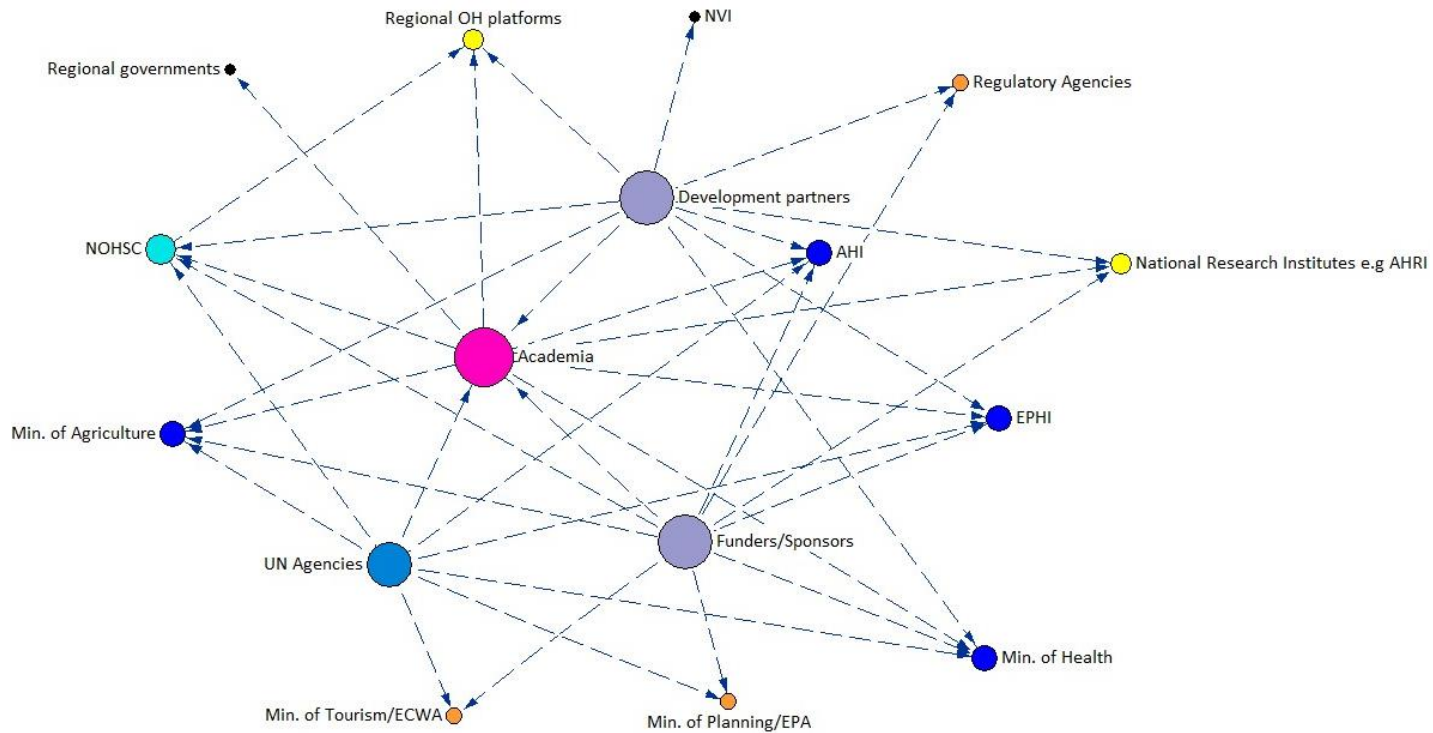 Regional OH platforms
NVI
Regional governments
Regulatory Agencies
Development partners
NOHSC
AHI
National Research Institutes e.g AHRI
Academia
Min. of Agriculture
EPHI
Funders/Sponsors
UN Agencies
Min. of Health
Min. of Tourism/ECWA
Min. of Planning/EPA